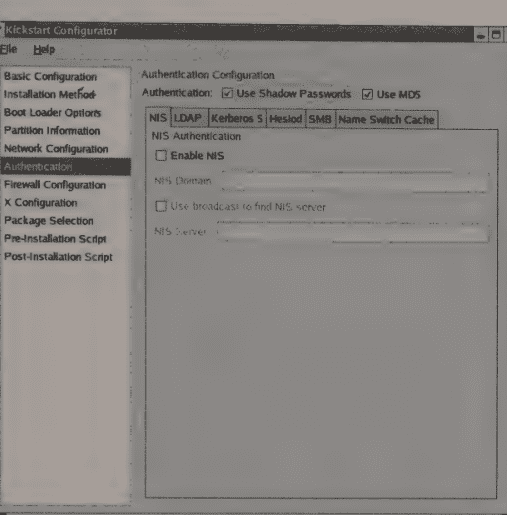 Kickstart Configurator
File Help
Basic Configuration
Installation Method
Boot Loader Options
Partition Information
Network Configuration
Authentication
Firewall Configuration
X Configuration
Package Selection
Pre-Installation Script
Post-Installation Script
Authentication Configuration
Authentication: Use Shadow Passwords Use MD5
NIS LDAP Kerberos 5 Hesiod SMB Name Switch Cache
NIS Authentication
Enable NIS
NIS Domain
Use broadcast to find NIS server
NIS Server